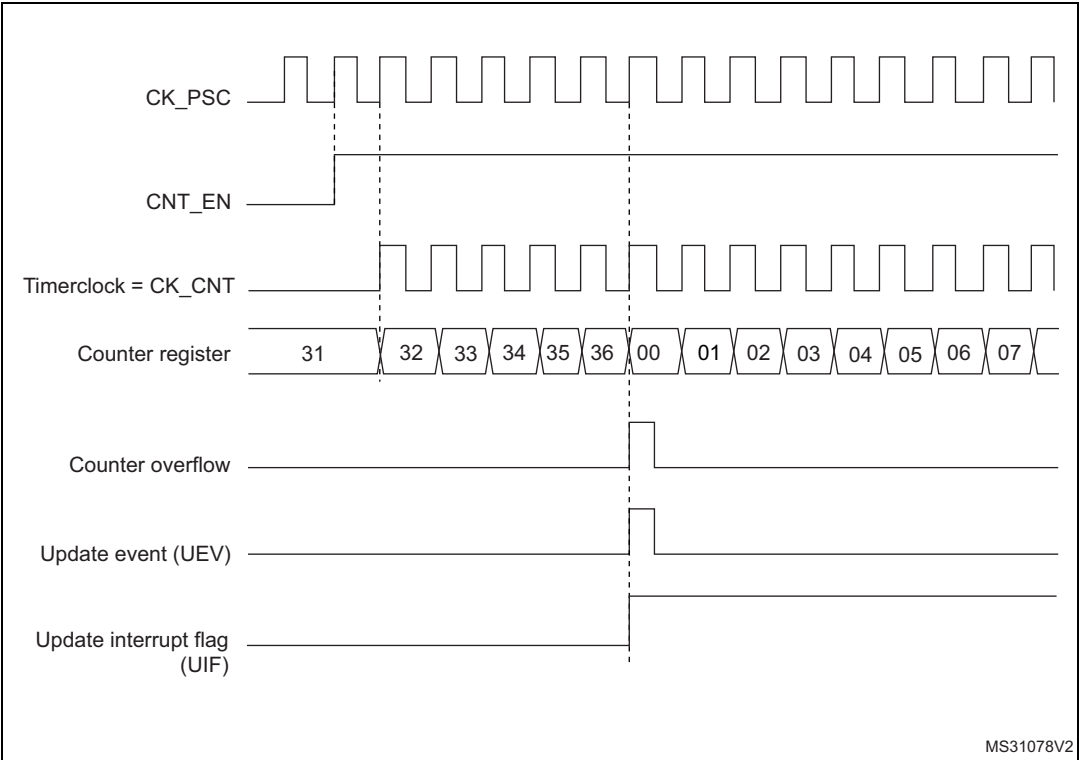 CK_PSC
CNT_EN
Timerclock = CK_CNT
Counter register 31 32 33 34 35 36 00 01 02 03 04 05 06 07
Counter overflow
Update event (UEV)
Update interrupt flag
(UIF)
MS31078V2